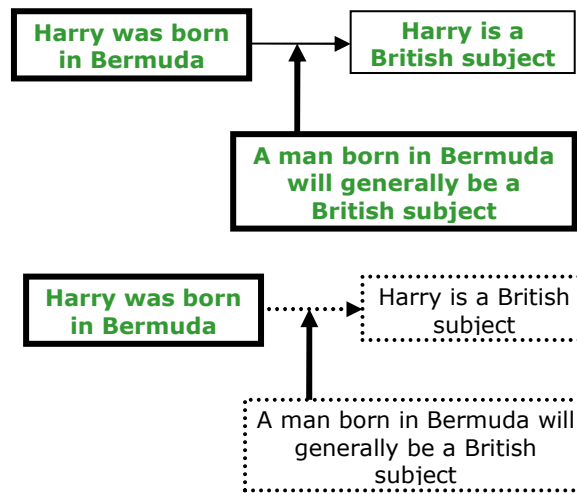 Harry was born
in Bermuda
Harry is a
British subject
A man born in Bermuda
will generally be a
British subject
Harry was born
in Bermuda
Harry is a British
subject
A man born in Bermuda will
generally be a British
subject